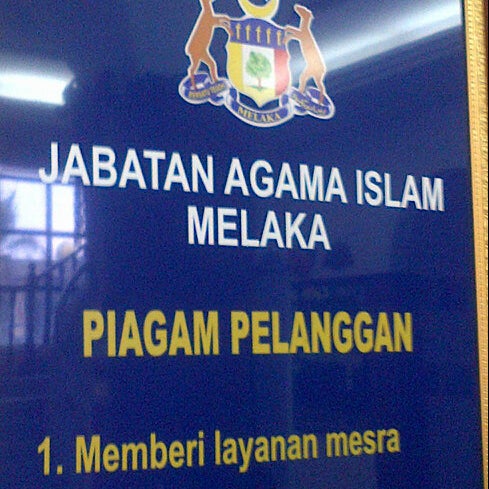 MELAKA
JABATAN AGAMA ISLAM
MELAKA
PIAGAM PELANGGAN
1. Memberi layanan mesra